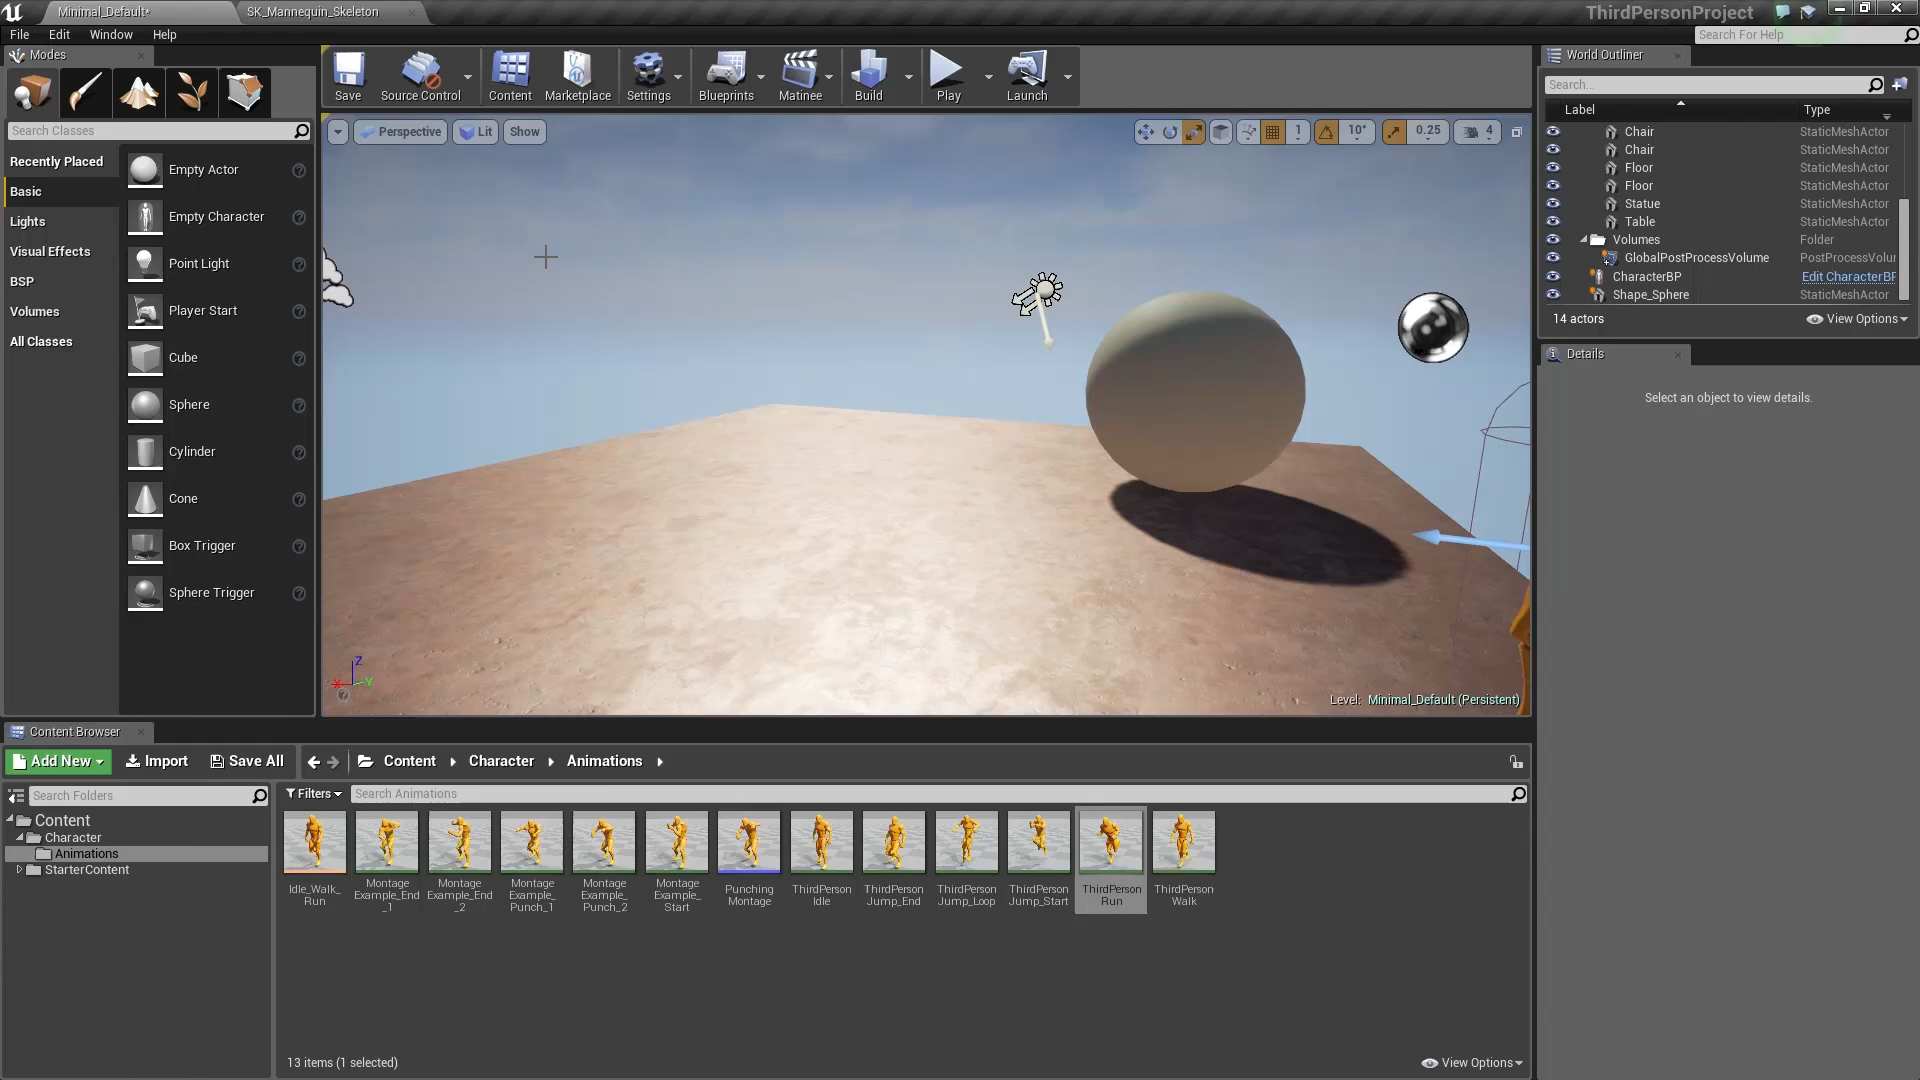 Minimal_Default*
SK_Mannequin_Skeleton
ThirdPersonProject
File Edit Window Help
Search For Help
Modes
Save
Source Control
Content
Marketplace
Settings
Blueprints
Matinee
Build
Play
Launch
World Outliner
Search...
Label Type
Search Classes
Perspective Lit Show
1 10° 0.25 4
Recently Placed
Basic
Lights
Visual Effects
BSP
Volumes
All Classes
Empty Actor
Empty Character
Point Light
Player Start
Cube
Sphere
Cylinder
Cone
Box Trigger
Sphere Trigger
Chair StaticMeshActor
Chair StaticMeshActor
Floor StaticMeshActor
Floor StaticMeshActor
Statue StaticMeshActor
Table StaticMeshActor
Volumes Folder
GlobalPostProcessVolume PostProcessVolu
CharacterBP Edit CharacterBP
Shape_Sphere StaticMeshActor
14 actors
View Options
Details
Select an object to view details.
Z
X Y
Level: Minimal_Default (Persistent)
Content Browser
Add New
Import
Save All
Content Character Animations
Search Folders
Filters
Search Animations
Content
Character
Animations
StarterContent
Idle_Walk_
Run
Montage
Example_End
_1
Montage
Example_End
_2
Montage
Example_
Punch_1
Montage
Example_
Punch_2
Montage
Example_
Start
Punching
Montage
ThirdPerson
Idle
ThirdPerson
Jump_End
ThirdPerson
Jump_Loop
ThirdPerson
Jump_Start
ThirdPerson
Run
ThirdPerson
Walk
13 items (1 selected)
View Options